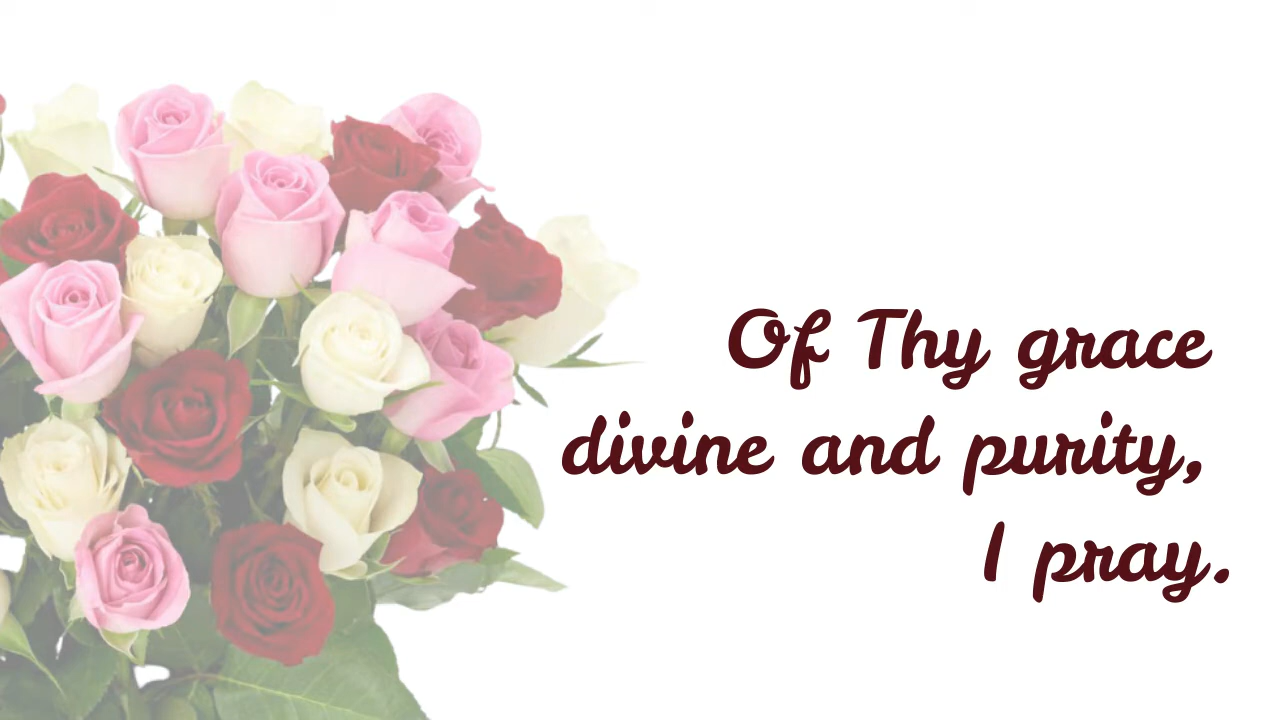 Of Thy grace
divine and purity,
I pray.